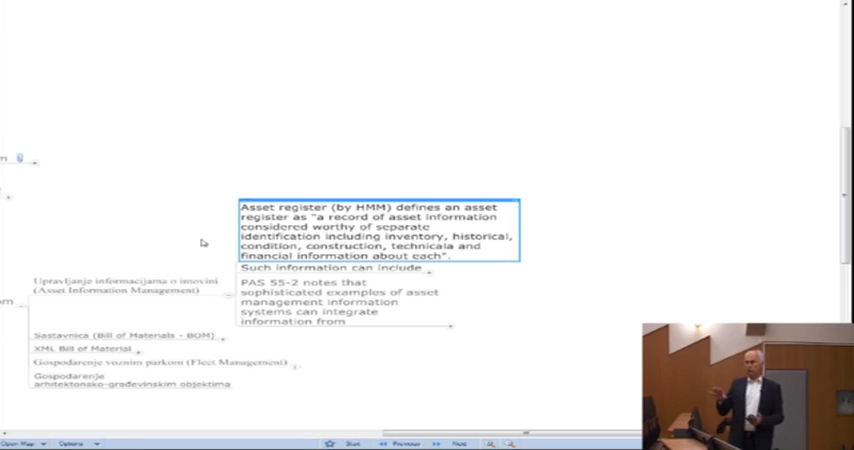 Asset register (by HMM) defines an asset
register as "a record of asset information
considered worthy of separate
identification including inventory, historical,
condition, construction, technicala and
financial information about each".
Such information can include
Upravljanje informacijama o imovini
(Asset Information Management)
PAS 55-2 notes that
sophisticated examples of asset
management information
systems can integrate
information from
Sastavnica (Bill of Materials - BOM)
XML Bill of Material
Gospodarenje voznim parkom (Fleet Management)
Gospodarenje
arhitektonsko-građevinskim objektima
Open Map
Options
Start
Previous
Next